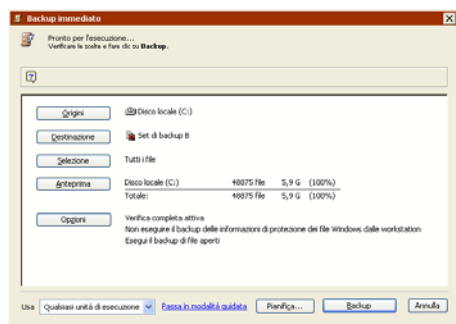 Backup immediato
Pronto per l'esecuzione...
Verificare le scelte e fare clic su Backup.
Origini
Disco locale (C:)
Destinazione
Set di backup B
Selezione
Tutti i file
Anteprima
Disco locale (C:) 48875 file 5,9 G (100%)
Totale: 48875 file 5,9 G (100%)
Opzioni
Verifica completa attiva
Non eseguire il backup delle informazioni di protezione dei file Windows dalle workstation
Esegui il backup di file aperti
Usa Qualsiasi unità di esecuzione Passa in modalità guidata Pianifica... Backup Annulla